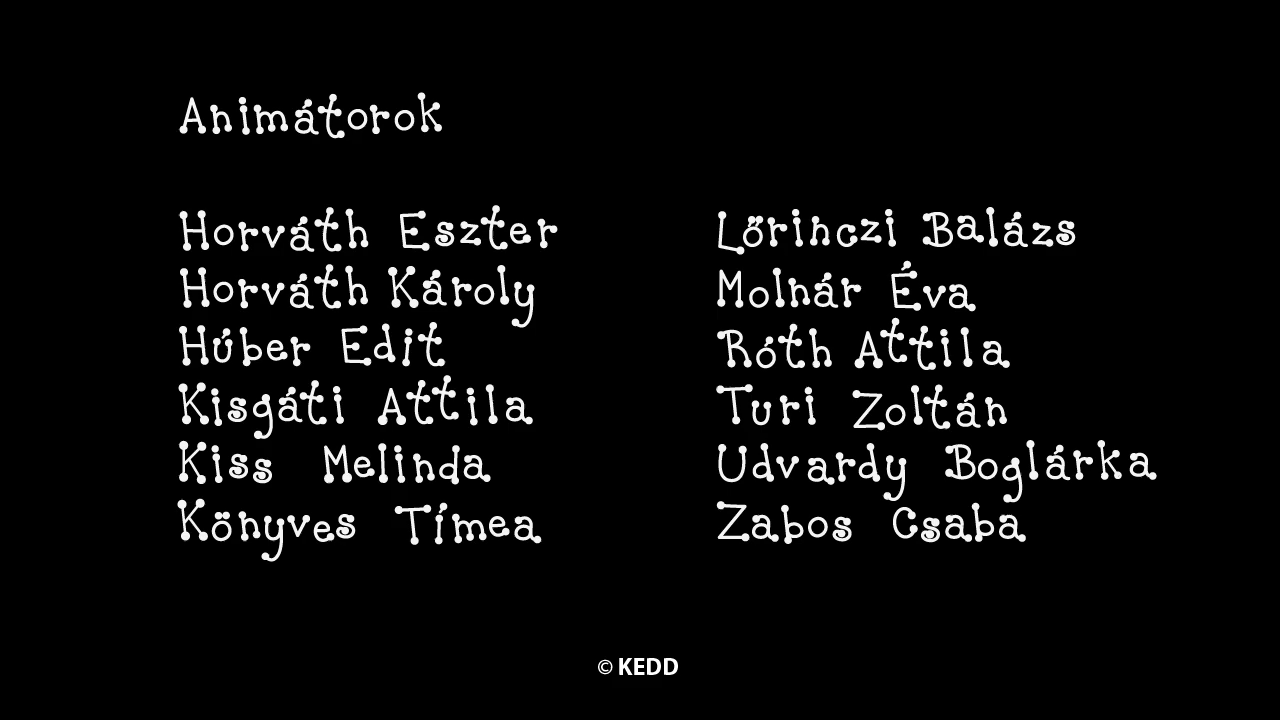 Animátorok
Horváth Eszter
Horváth Károly
Húber Edit
Kisgáti Attila
Kiss Melinda
Könyves Tímea
Lőrinczi Balázs
Molnár Éva
Róth Attila
Turi Zoltán
Udvardy Boglárka
Zabos Csaba
© KEDD